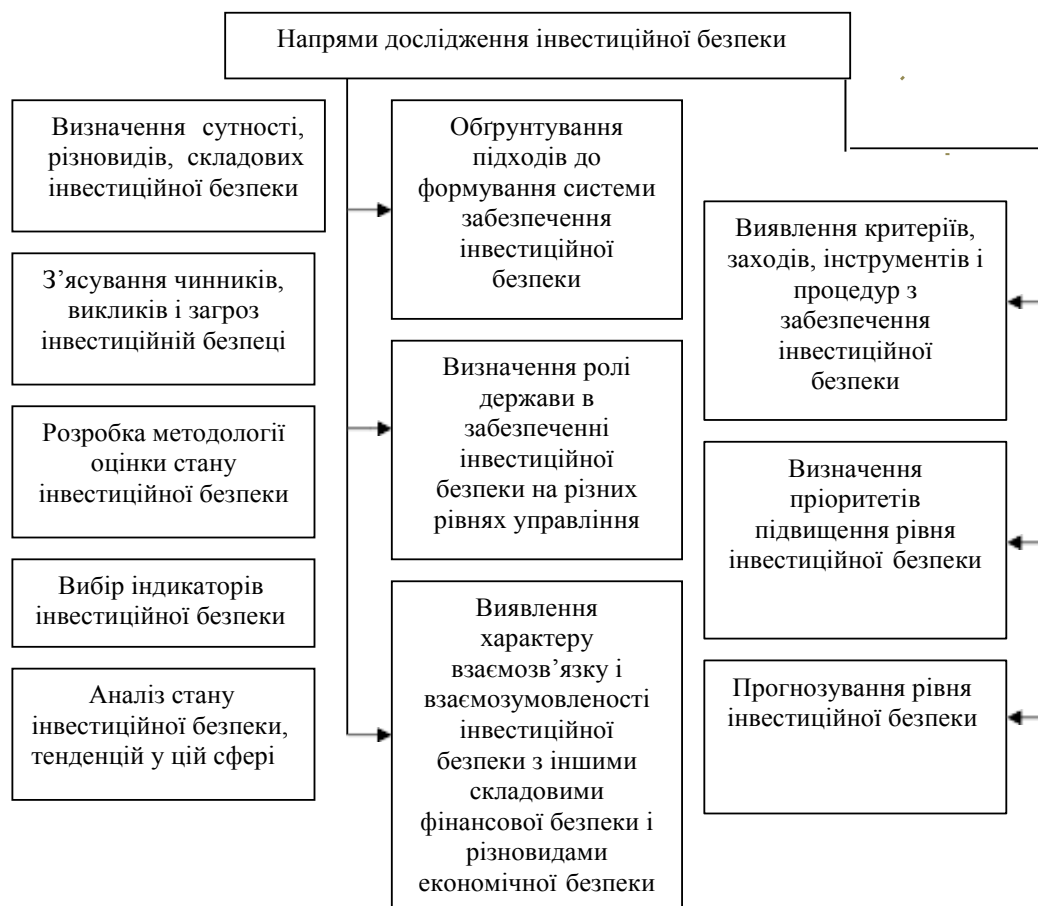 Напрями дослідження інвестиційної безпеки
Визначення сутності,
різновидів, складових
інвестиційної безпеки
З’ясування чинників,
викликів і загроз
інвестиційній безпеці
Розробка методології
оцінки стану
інвестиційної безпеки
Вибір індикаторів
інвестиційної безпеки
Аналіз стану
інвестиційної безпеки,
тенденцій у цій сфері
Обґрунтування
підходів до
формування системи
забезпечення
інвестиційної
безпеки
Визначення ролі
держави в
забезпеченні
інвестиційної
безпеки на різних
рівнях управління
Виявлення
характеру
взаємозв’язку і
взаємозумовленості
інвестиційної
безпеки з іншими
складовими
фінансової безпеки і
різновидами
економічної безпеки
Виявлення критеріїв,
заходів, інструментів і
процедур з
забезпечення
інвестиційної
безпеки
Визначення
пріоритетів
підвищення рівня
інвестиційної безпеки
Прогнозування рівня
інвестиційної безпеки